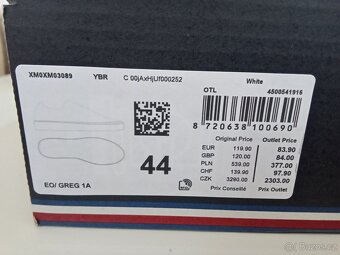 XM0XM03089 YBR C 00jAxHjUf000252 White
OTL 4500541916
8 720638 100690
Original Price Outlet Price
EUR 119.90 83.90
GBP 120.00 84.00
PLN 539.00 377.00
CHF 139.90 97.90
CZK 3290.00 2303.00
Prix Conseillé Prix Outlet
44
EO/ GREG 1A